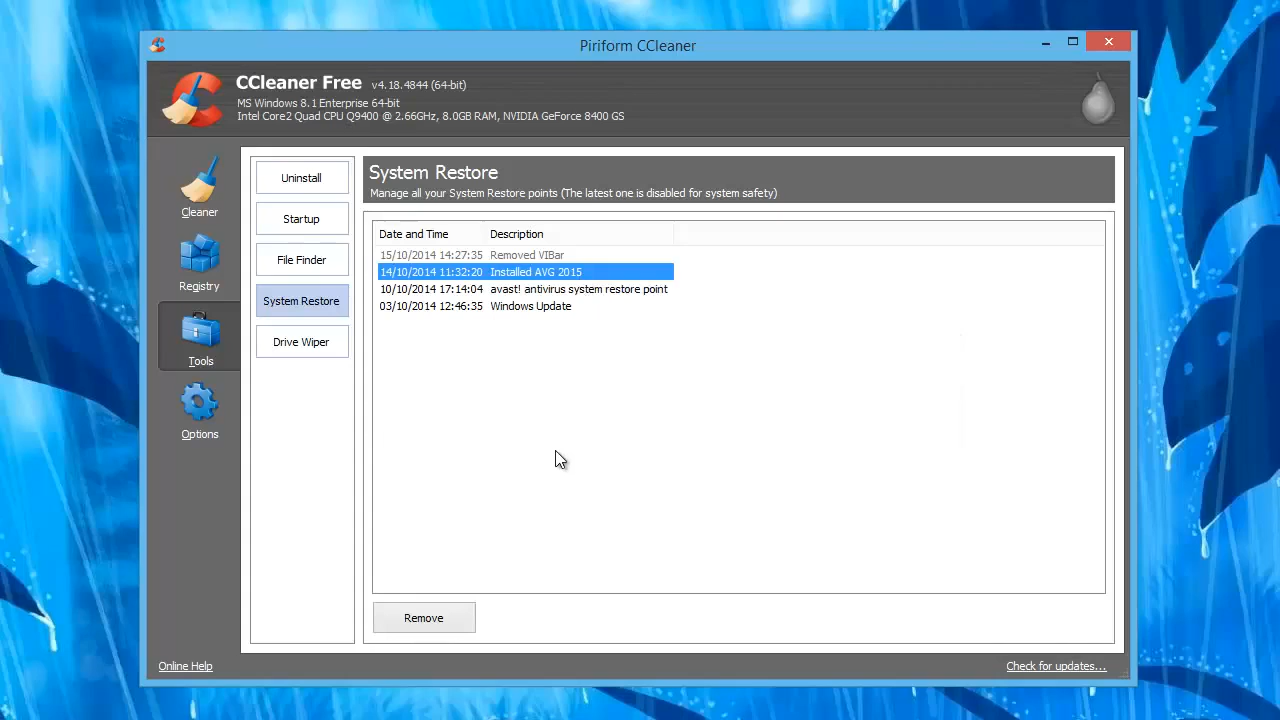 Piriform CCleaner
CCleaner Free v4.18.4844 (64-bit)
MS Windows 8.1 Enterprise 64-bit
Intel Core2 Quad CPU Q9400 @ 2.66GHz, 8.0GB RAM, NVIDIA GeForce 8400 GS
Cleaner
Registry
Tools
Options
Uninstall
Startup
File Finder
System Restore
Drive Wiper
System Restore
Manage all your System Restore points (The latest one is disabled for system safety)
Date and Time Description
15/10/2014 14:27:35 Removed VIBar
14/10/2014 11:32:20 Installed AVG 2015
10/10/2014 17:14:04 avast! antivirus system restore point
03/10/2014 12:46:35 Windows Update
Remove
Online Help
Check for updates...